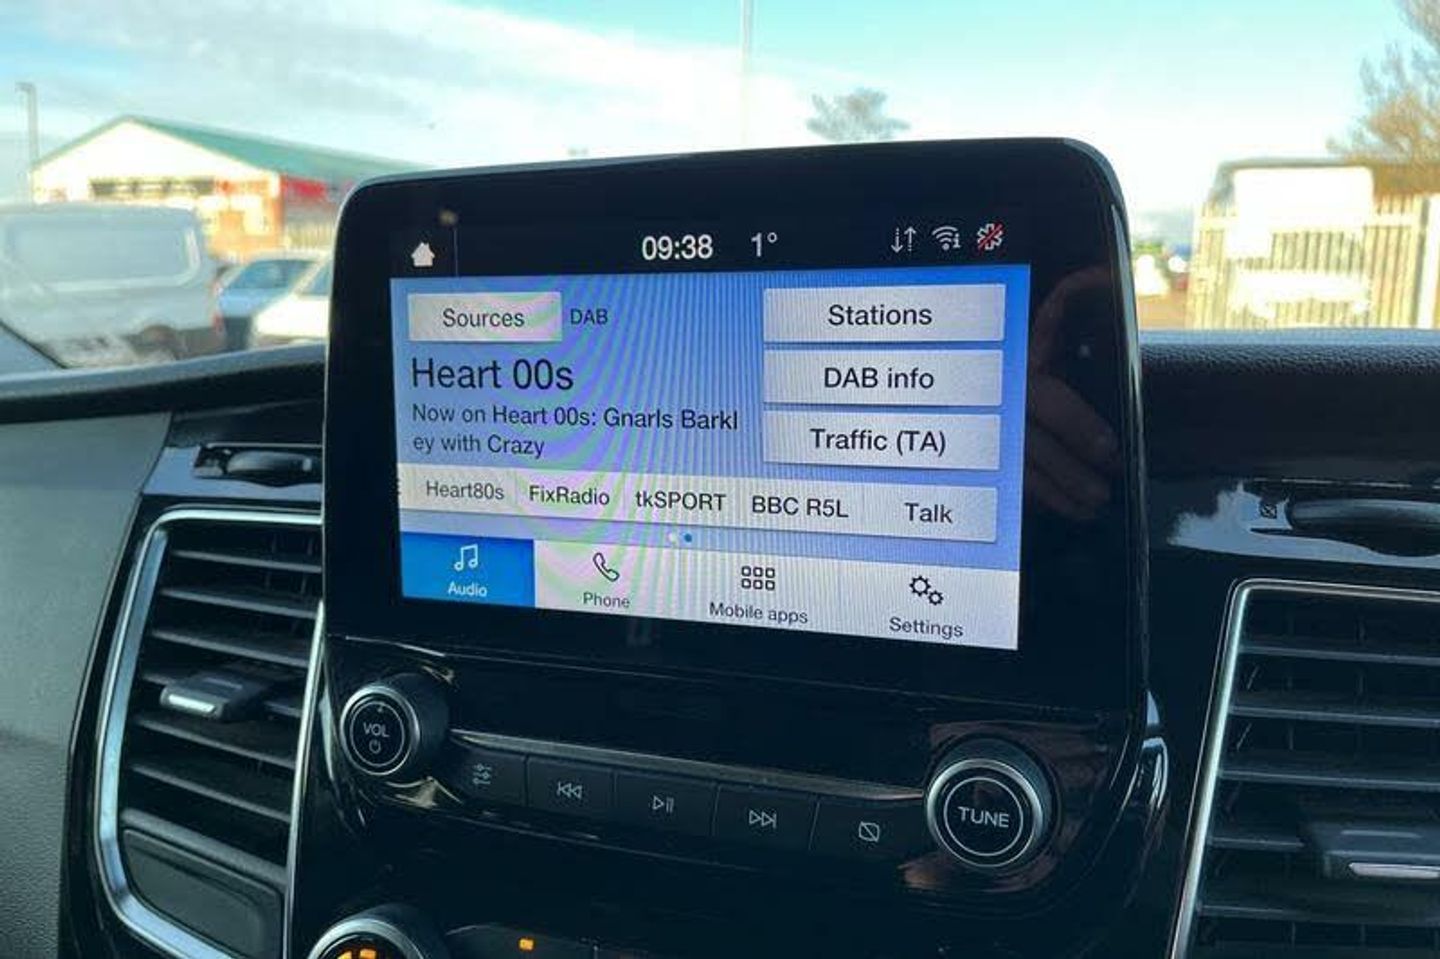 09:38 1°
Sources DAB
Stations
Heart 00s
DAB info
Now on Heart 00s: Gnarls Barkl
ey with Crazy
Traffic (TA)
Heart80s FixRadio tkSPORT BBC R5L Talk
Audio Phone Mobile apps Settings
VOL
TUNE